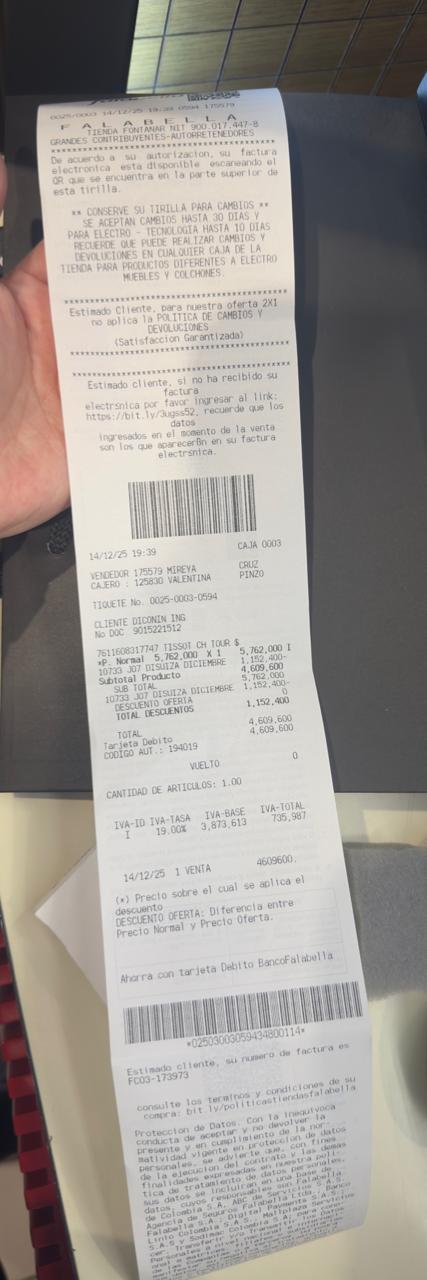 0025/0003 14/12/25 19:39 0594 175579
F A L A B E L L A
TIENDA FONTANAR NIT 900.017.447-8
GRANDES CONTRIBUYENTES-AUTORRETENEDORES
De acuerdo a su autorizacion, su factura
electronica esta disponible escaneando el
QR que se encuentra en la parte superior de
esta tirilla.
** CONSERVE SU TIRILLA PARA CAMBIOS **
SE ACEPTAN CAMBIOS HASTA 30 DIAS Y
PARA ELECTRO - TECNOLOGIA HASTA 10 DIAS
RECUERDE QUE PUEDE REALIZAR CAMBIOS Y
DEVOLUCIONES EN CUALQUIER CAJA DE LA
TIENDA PARA PRODUCTOS DIFERENTES A ELECTRO
MUEBLES Y COLCHONES.
Estimado Cliente, para nuestra oferta 2X1
no aplica la POLITICA DE CAMBIOS Y
DEVOLUCIONES
(Satisfaccion Garantizada)
Estimado cliente, si no ha recibido su
factura
electrsnica por favor ingresar al link:
https://bit.ly/3ugss52, recuerde que los
datos
ingresados en el momento de la venta
son los que aparecerßn en su factura
electrsnica.
14/12/25 19:39 CAJA 0003
VENDEDOR 175579 MIREYA CRUZ
CAJERO : 125830 VALENTINA PINZO
TIQUETE No. 0025-0003-0594
CLIENTE DICONIN ING
No DOC 9015221512
7611608317747 TISSOT CH TOUR $
*P. Normal 5,762,000 X 1 5,762,000 I
10733 J07 DISUIZA DICIEMBRE 1,152,400-
Subtotal Producto 4,609,600
SUB TOTAL 5,762,000
10733 J07 DISUIZA DICIEMBRE 1,152,400-
DESCUENTO OFERTA 0
TOTAL DESCUENTOS 1,152,400
TOTAL 4,609,600
Tarjeta Debito 4,609,600
CODIGO AUT.: 194019
VUELTO 0
CANTIDAD DE ARTICULOS: 1.00
IVA-ID IVA-TASA IVA-BASE IVA-TOTAL
I 19.00% 3,873,613 735,987
14/12/25 1 VENTA 4609600.
(*) Precio sobre el cual se aplica el
descuento
DESCUENTO OFERTA: Diferencia entre
Precio Normal y Precio Oferta.
Ahorra con tarjeta Debito BancoFalabella
*02503003059434800114*
Estimado cliente, su numero de factura es
FC03-173973
consulte los terminos y condiciones de su
compra: bit.ly/politicastiendasfalabella
Proteccion de Datos. Con la inequivoca
conducta de aceptar y no devolver la
presente y en cumplimiento de la nor-
matividad vigente en proteccion de datos
personales, se advierte que, con fines
de la ejecucion del contrato y las demas
finalidades expresadas en nuestra poli-
tica de tratamiento de datos personales,
sus datos se incluiran en una base de
datos, cuyos responsables son Falabella
de Colombia S.A, ABC de Servicios S.A.S
Agencia de Seguros Falabella Ltda., Banco
Falabella S.A., Digital Payments S.A.S.
Linio Colombia S.A.S., Mallplaza Servicios
S.A.S y Sodimac Colombia S.A.